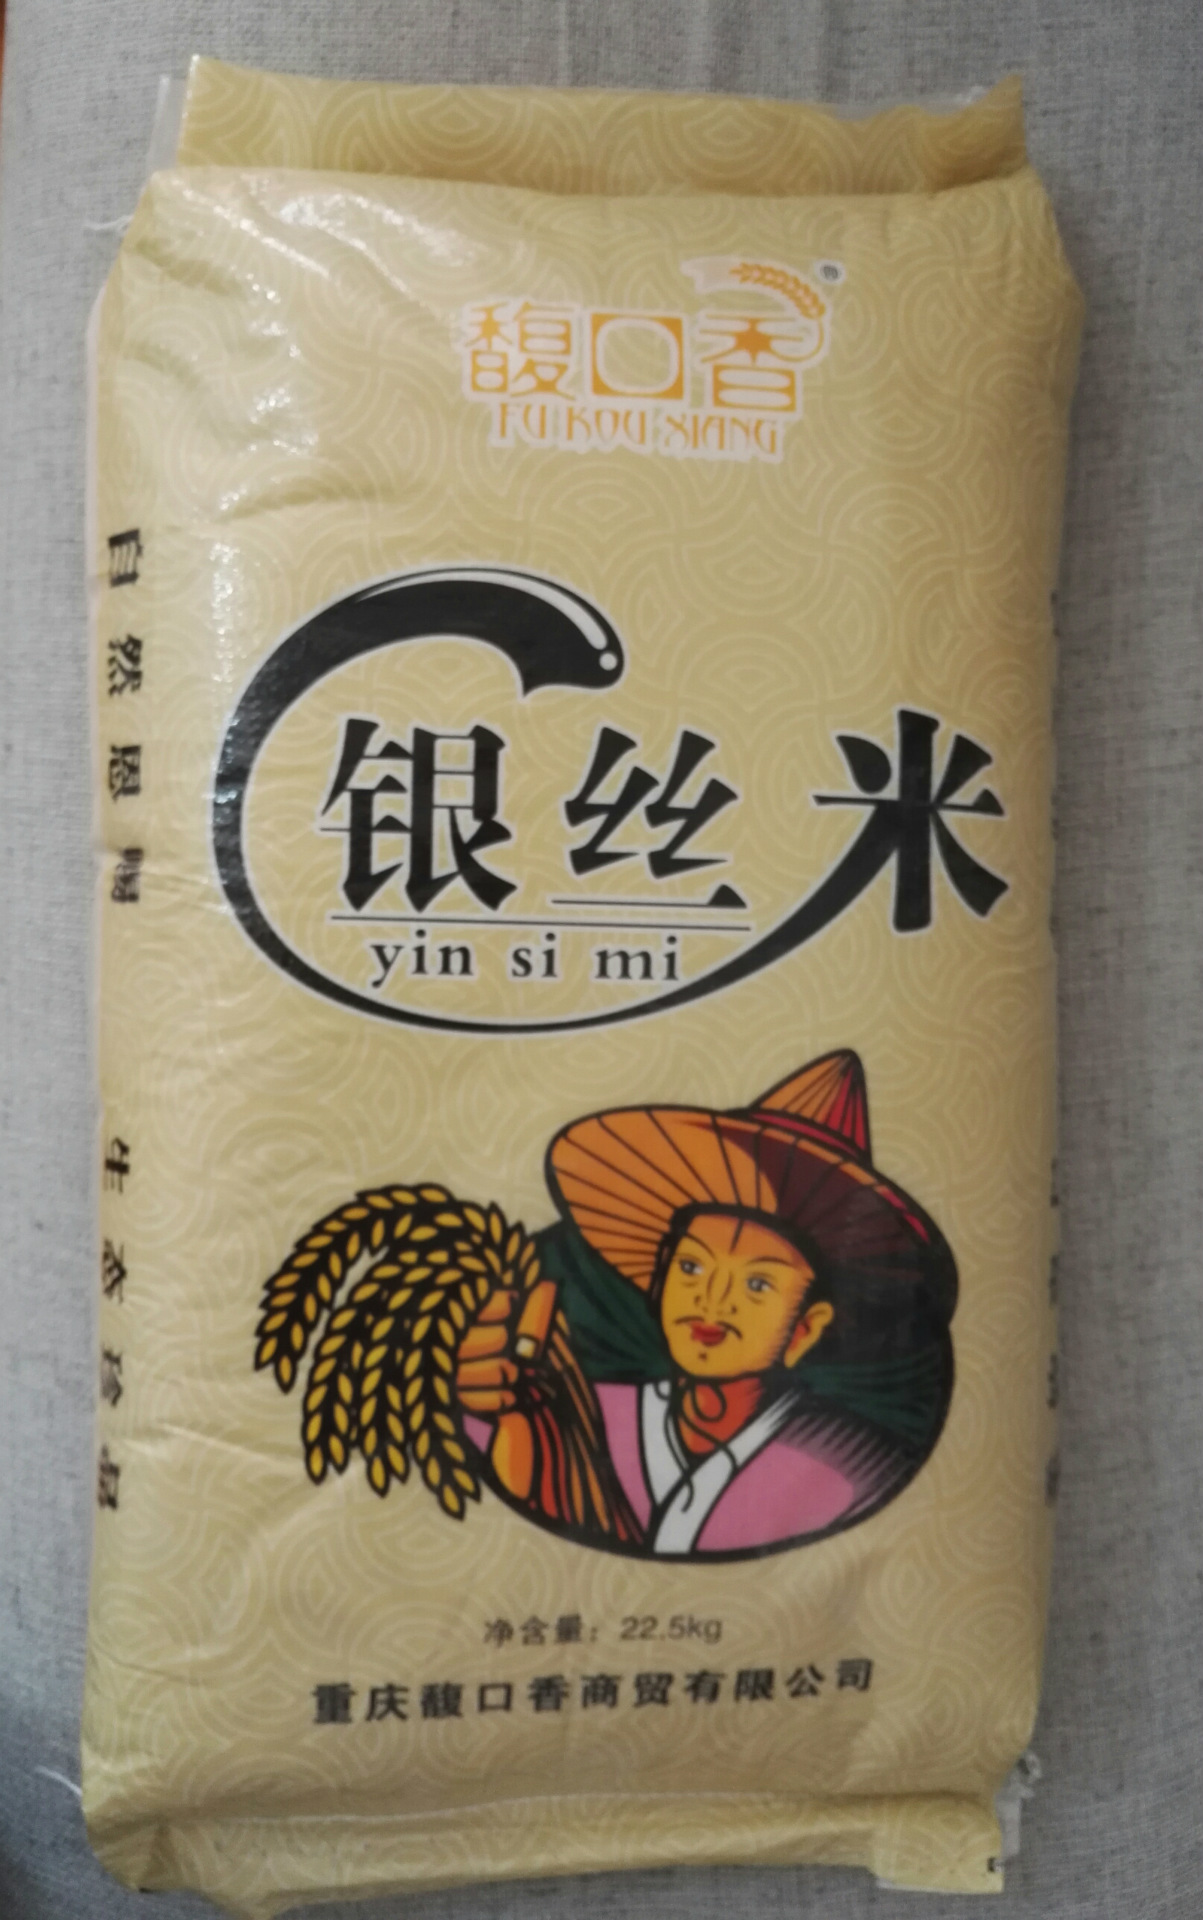 馥口香
FU KOU XIANG
®
银丝米
yin si mi
自然恩赐
生态珍品
净含量：22.5kg
重庆馥口香商贸有限公司